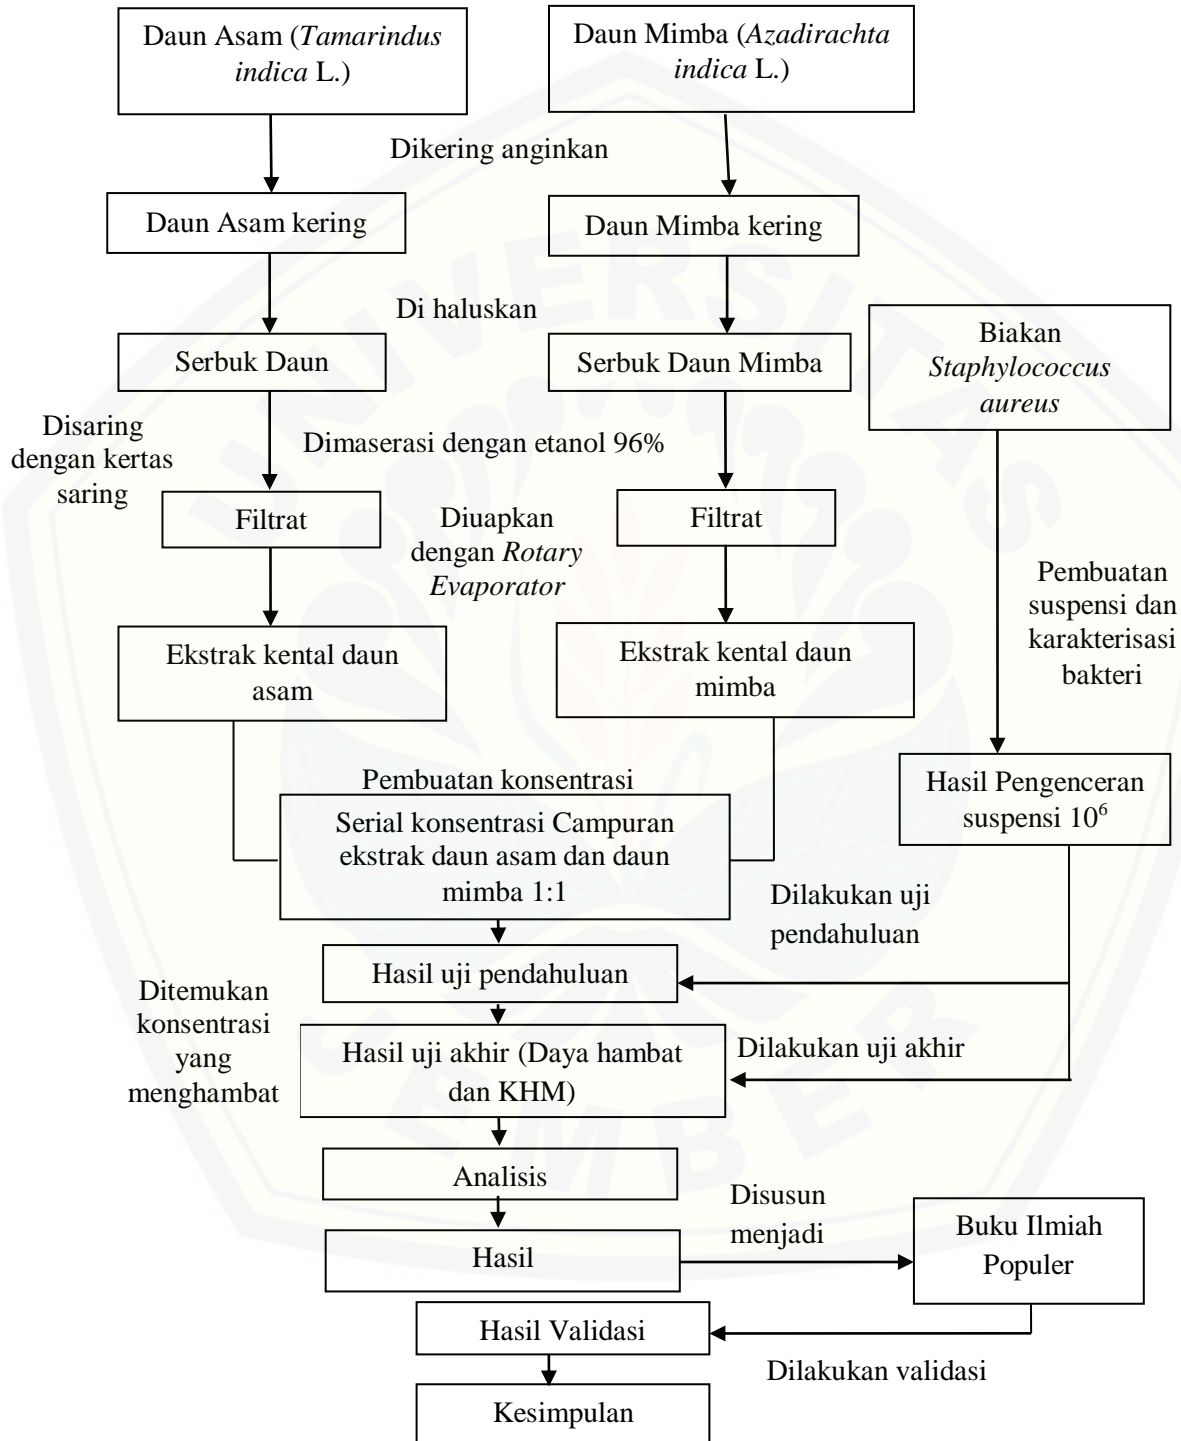 Daun Asam (Tamarindus
indica L.)
Daun Mimba (Azadirachta
indica L.)
Dikering anginkan
Daun Asam kering
Daun Mimba kering
Di haluskan
Serbuk Daun
Serbuk Daun Mimba
Biakan
Staphylococcus
aureus
Disaring
dengan kertas
saring
Dimaserasi dengan etanol 96%
Filtrat
Diuapkan
dengan Rotary
Evaporator
Filtrat
Pembuatan
suspensi dan
karakterisasi
bakteri
Ekstrak kental daun
asam
Ekstrak kental daun
mimba
Pembuatan konsentrasi
Serial konsentrasi Campuran
ekstrak daun asam dan daun
mimba 1:1
Hasil Pengenceran
suspensi 10⁶
Dilakukan uji
pendahuluan
Hasil uji pendahuluan
Ditemukan
konsentrasi
yang
menghambat
Hasil uji akhir (Daya hambat
dan KHM)
Dilakukan uji akhir
Analisis
Hasil
Disusun
menjadi
Buku Ilmiah
Populer
Hasil Validasi
Dilakukan validasi
Kesimpulan
UNIVERSITAS
JEMBER